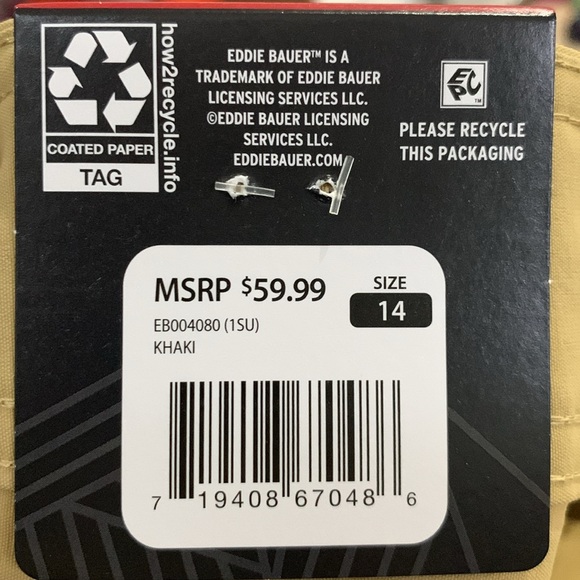 COATED PAPER
TAG
how2recycle.info
EDDIE BAUER™ IS A
TRADEMARK OF EDDIE BAUER
LICENSING SERVICES LLC.
©EDDIE BAUER LICENSING
SERVICES LLC.
EDDIEBAUER.COM
EPC™
PLEASE RECYCLE
THIS PACKAGING
MSRP $59.99
EB004080 (1SU)
KHAKI
SIZE
14
7 19408 67048 6